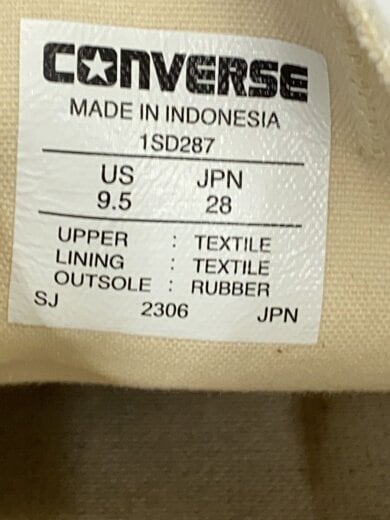 CONVERSE
MADE IN INDONESIA
1SD287
US JPN
9.5 28
UPPER : TEXTILE
LINING : TEXTILE
OUTSOLE : RUBBER
SJ 2306 JPN